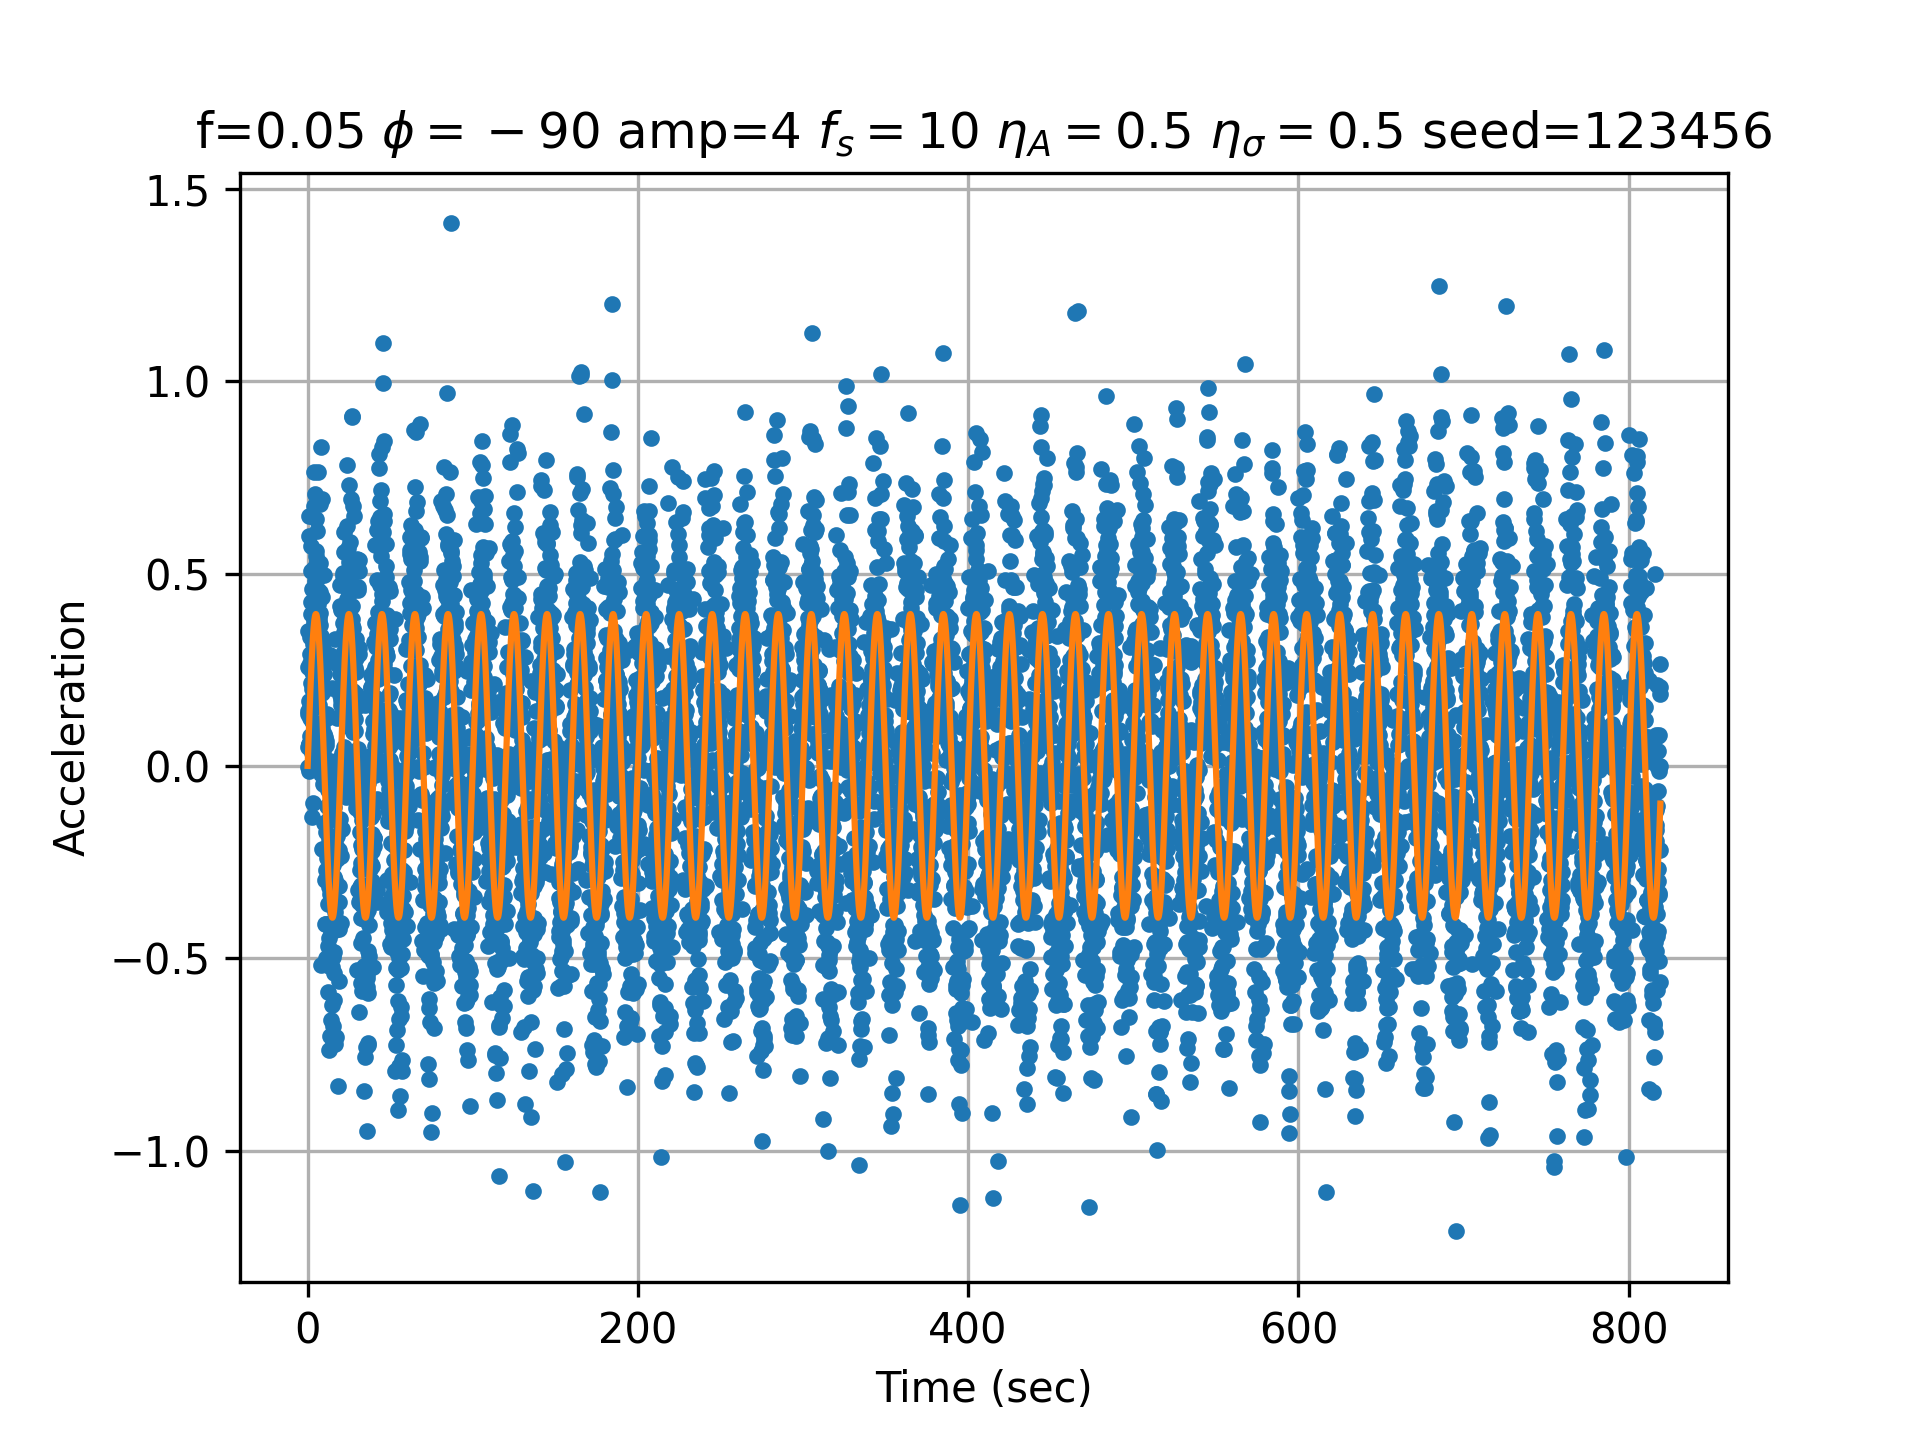 f=0.05 ϕ = −90 amp=4 fₛ = 10 η_A = 0.5 η_σ = 0.5 seed=123456
1.5
1.0
0.5
0.0
−0.5
−1.0
Acceleration
0 200 400 600 800
Time (sec)